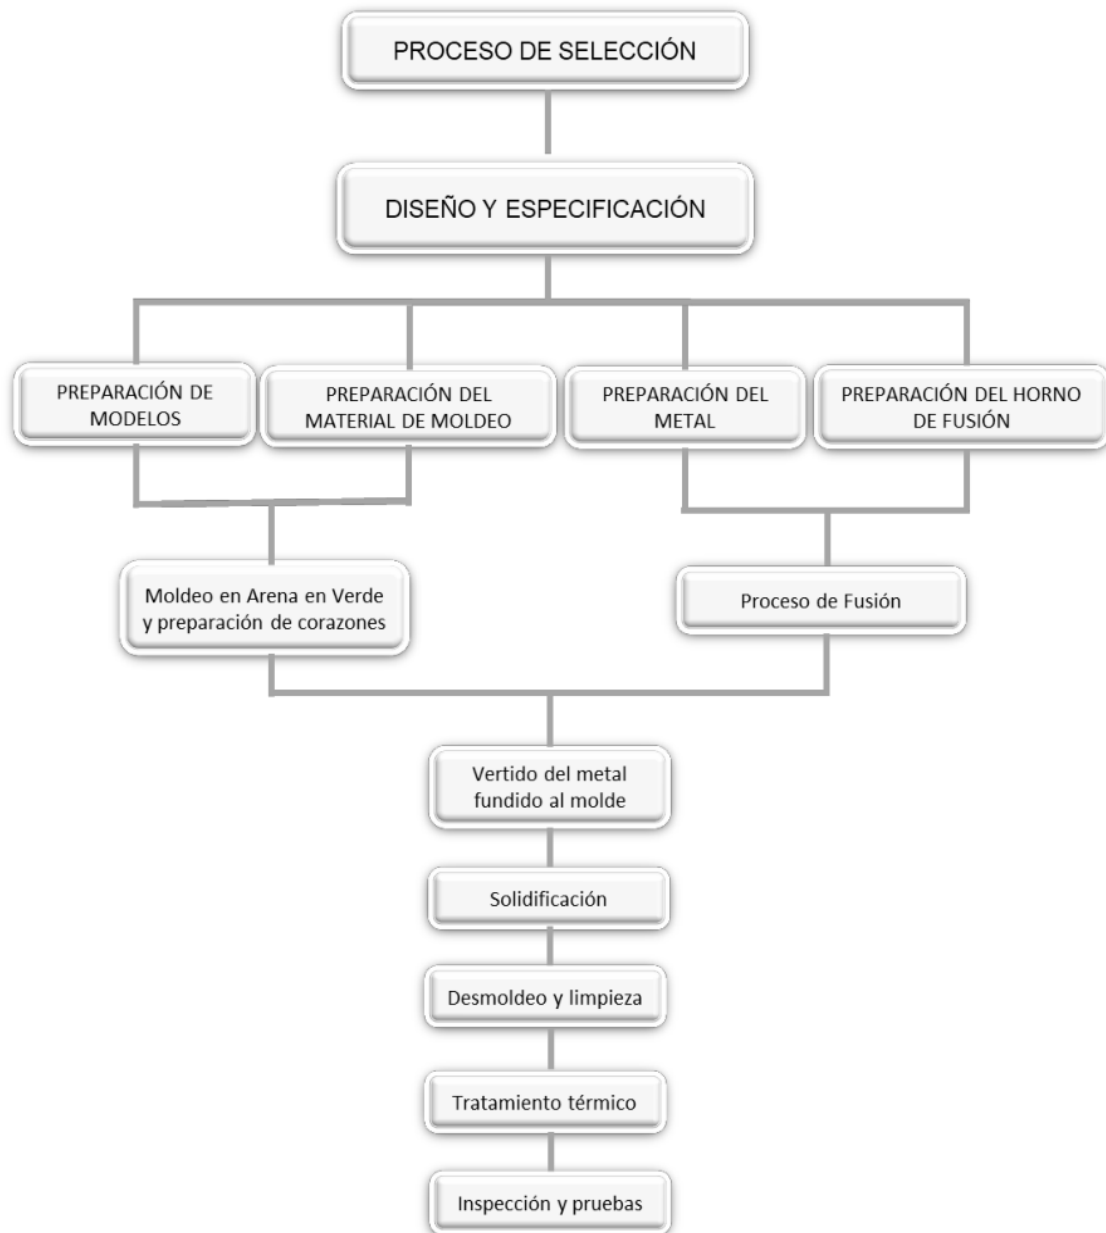 PROCESO DE SELECCIÓN
DISEÑO Y ESPECIFICACIÓN
PREPARACIÓN DE
MODELOS
PREPARACIÓN DEL
MATERIAL DE MOLDEO
PREPARACIÓN DEL
METAL
PREPARACIÓN DEL HORNO
DE FUSIÓN
Moldeo en Arena en Verde
y preparación de corazones
Proceso de Fusión
Vertido del metal
fundido al molde
Solidificación
Desmoldeo y limpieza
Tratamiento térmico
Inspección y pruebas